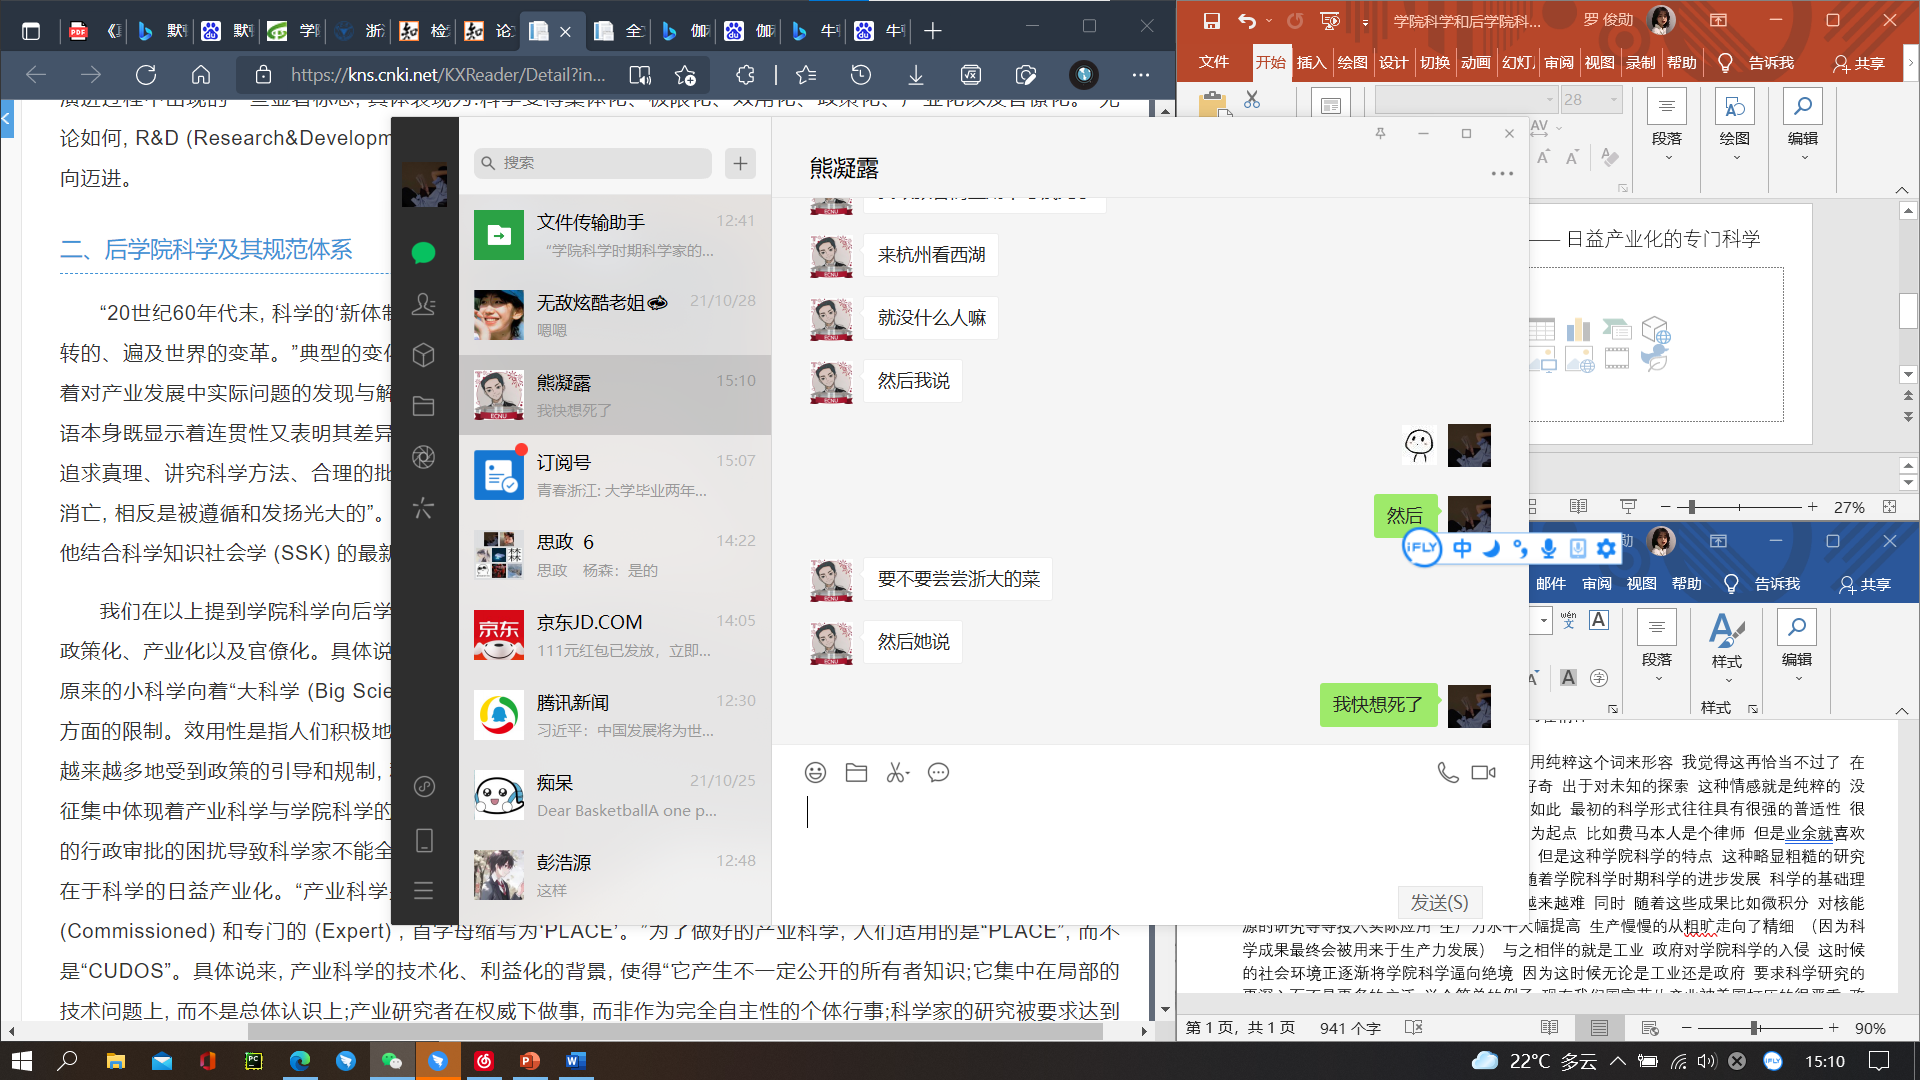 https://kns.cnki.net/KXReader/Detail?in...
论如何, R&D (Research&Developm
向迈进。
二、后学院科学及其规范体系
“20世纪60年代末, 科学的‘新体制
转的、遍及世界的变革。”典型的变化
着对产业发展中实际问题的发现与解
语本身既显示着连贯性又表明其差异
追求真理、讲究科学方法、合理的批
消亡, 相反是被遵循和发扬光大的”。
他结合科学知识社会学 (SSK) 的最新
我们在以上提到学院科学向后学
政策化、产业化以及官僚化。具体说
原来的小科学向着“大科学 (Big Scie
方面的限制。效用性是指人们积极地
越来越多地受到政策的引导和规制,
征集中体现着产业科学与学院科学的
的行政审批的困扰导致科学家不能全
在于科学的日益产业化。“产业科学
(Commissioned) 和专门的 (Expert) , 首字母缩写为‘PLACE’。”为了做好的产业科学, 人们适用的是“PLACE”, 而不
是“CUDOS”。具体说来, 产业科学的技术化、利益化的背景, 使得“它产生不一定公开的所有者知识;它集中在局部的
技术问题上, 而不是总体认识上;产业研究者在权威下做事, 而非作为完全自主性的个体行事;科学家的研究被要求达到
搜索
文件传输助手 12:41
“学院科学时期科学家的...
无敌炫酷老姐 21/10/28
嗯嗯
熊凝露 15:10
我快想死了
订阅号 15:07
青春浙江: 大学毕业两年...
思政 6 14:22
思政 杨森：是的
京东JD.COM 14:05
111元红包已发放，立即...
腾讯新闻 12:30
习近平：中国发展将为世...
痴呆 21/10/25
Dear BasketballA one p...
彭浩源 12:48
这样
熊凝露
来杭州看西湖
就没什么人嘛
然后我说
然后
要不要尝尝浙大的菜
然后她说
我快想死了
发送(S)
iFLY 中
学院科学和后学院科... 罗 俊勋
文件 开始 插入 绘图 设计 切换 动画 幻灯 审阅 视图 录制 帮助 告诉我 共享
28
段落 绘图 编辑
—— 日益产业化的专门科学
27%
邮件 审阅 视图 帮助 告诉我 共享
段落 样式 编辑
样式
用纯粹这个词来形容 我觉得这再恰当不过了 在
好奇 出于对未知的探索 这种情感就是纯粹的 没
如此 最初的科学形式往往具有很强的普适性 很
为起点 比如费马本人是个律师 但是业余就喜欢
但是这种学院科学的特点 这种略显粗糙的研究
随着学院科学时期科学的进步发展 科学的基础理
越来越难 同时 随着这些成果比如微积分 对核能
源的研究等等投入实际应用 生产力水平大幅提高 生产慢慢的从粗旷走向了精细 （因为科
学成果最终会被用来于生产力发展） 与之相伴的就是工业 政府对学院科学的入侵 这时候
的社会环境正逐渐将学院科学逼向绝境 因为这时候无论是工业还是政府 要求科学研究的
第 1 页，共 1 页 941 个字 90%
22°C 多云 15:10